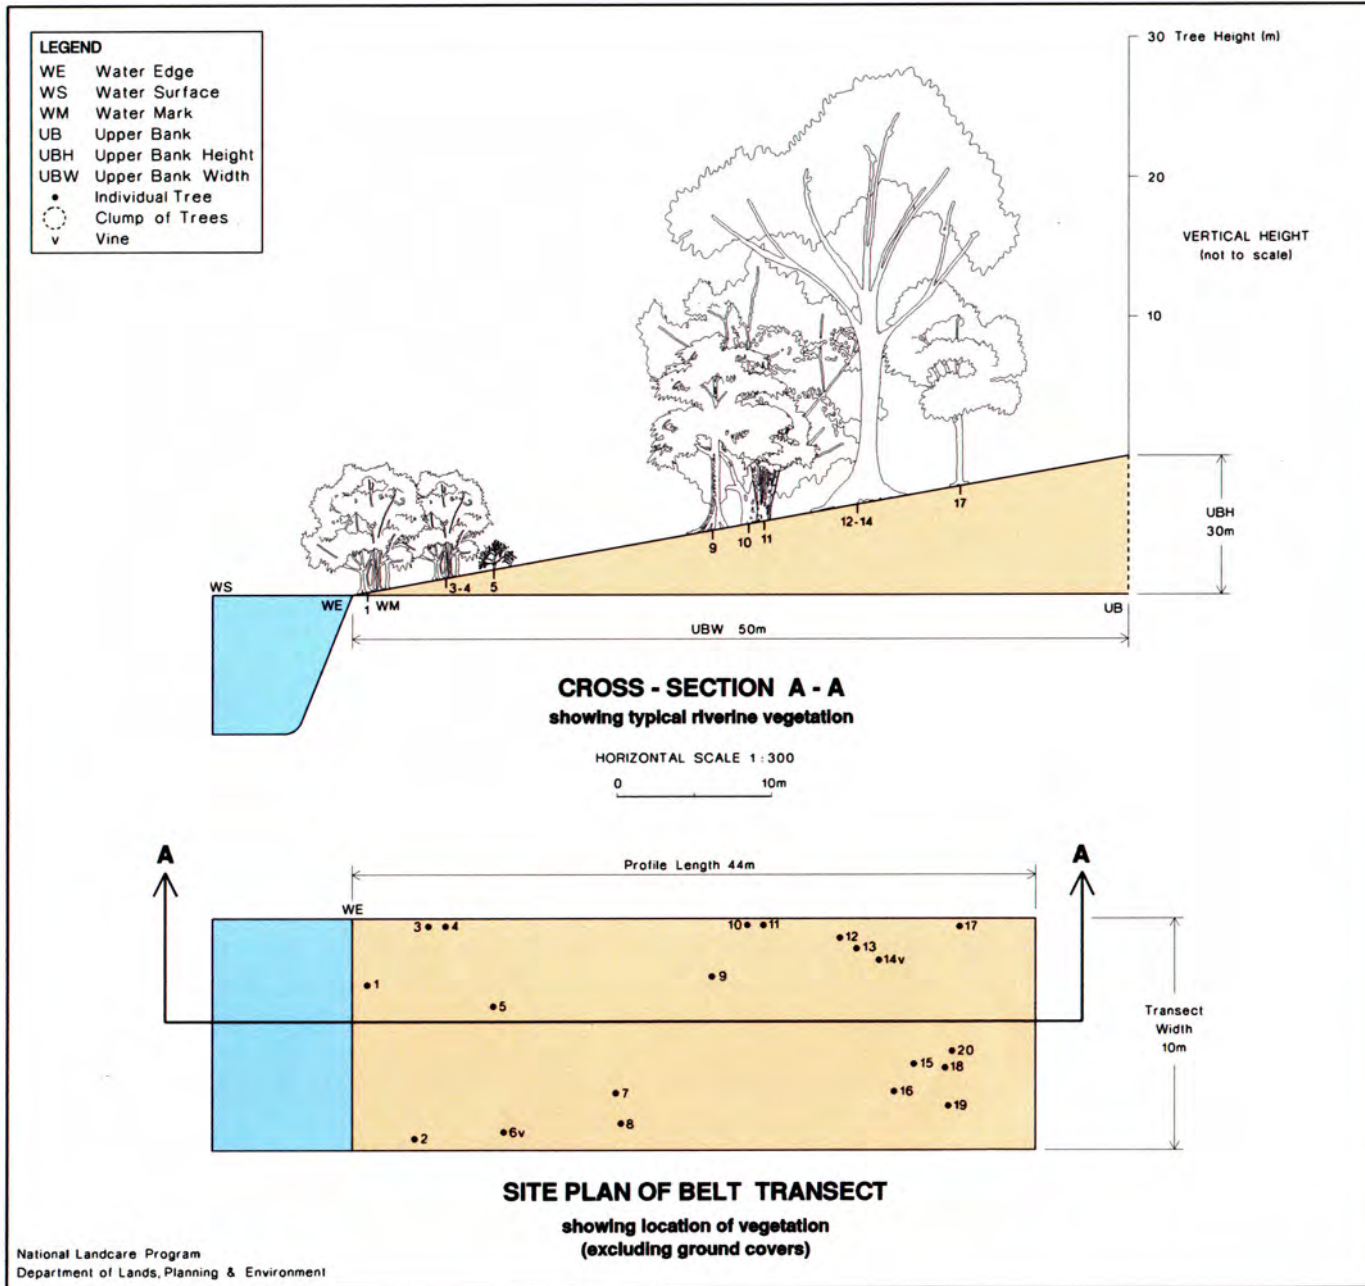 LEGEND
WE Water Edge
WS Water Surface
WM Water Mark
UB Upper Bank
UBH Upper Bank Height
UBW Upper Bank Width
Individual Tree
Clump of Trees
v Vine
30 Tree Height (m)
20
VERTICAL HEIGHT
(not to scale)
10
17
12-14
UBH
30m
9
10
11
3-4
5
WS
WE
1
WM
UB
UBW 50m
CROSS - SECTION A - A
showing typical riverine vegetation
HORIZONTAL SCALE 1:300
0 10m
A
A
Profile Length 44m
WE
3
4
10
11
12
17
13
14v
9
1
5
Transect
Width
10m
20
15
18
7
16
19
8
6v
2
SITE PLAN OF BELT TRANSECT
showing location of vegetation
(excluding ground covers)
National Landcare Program
Department of Lands, Planning & Environment